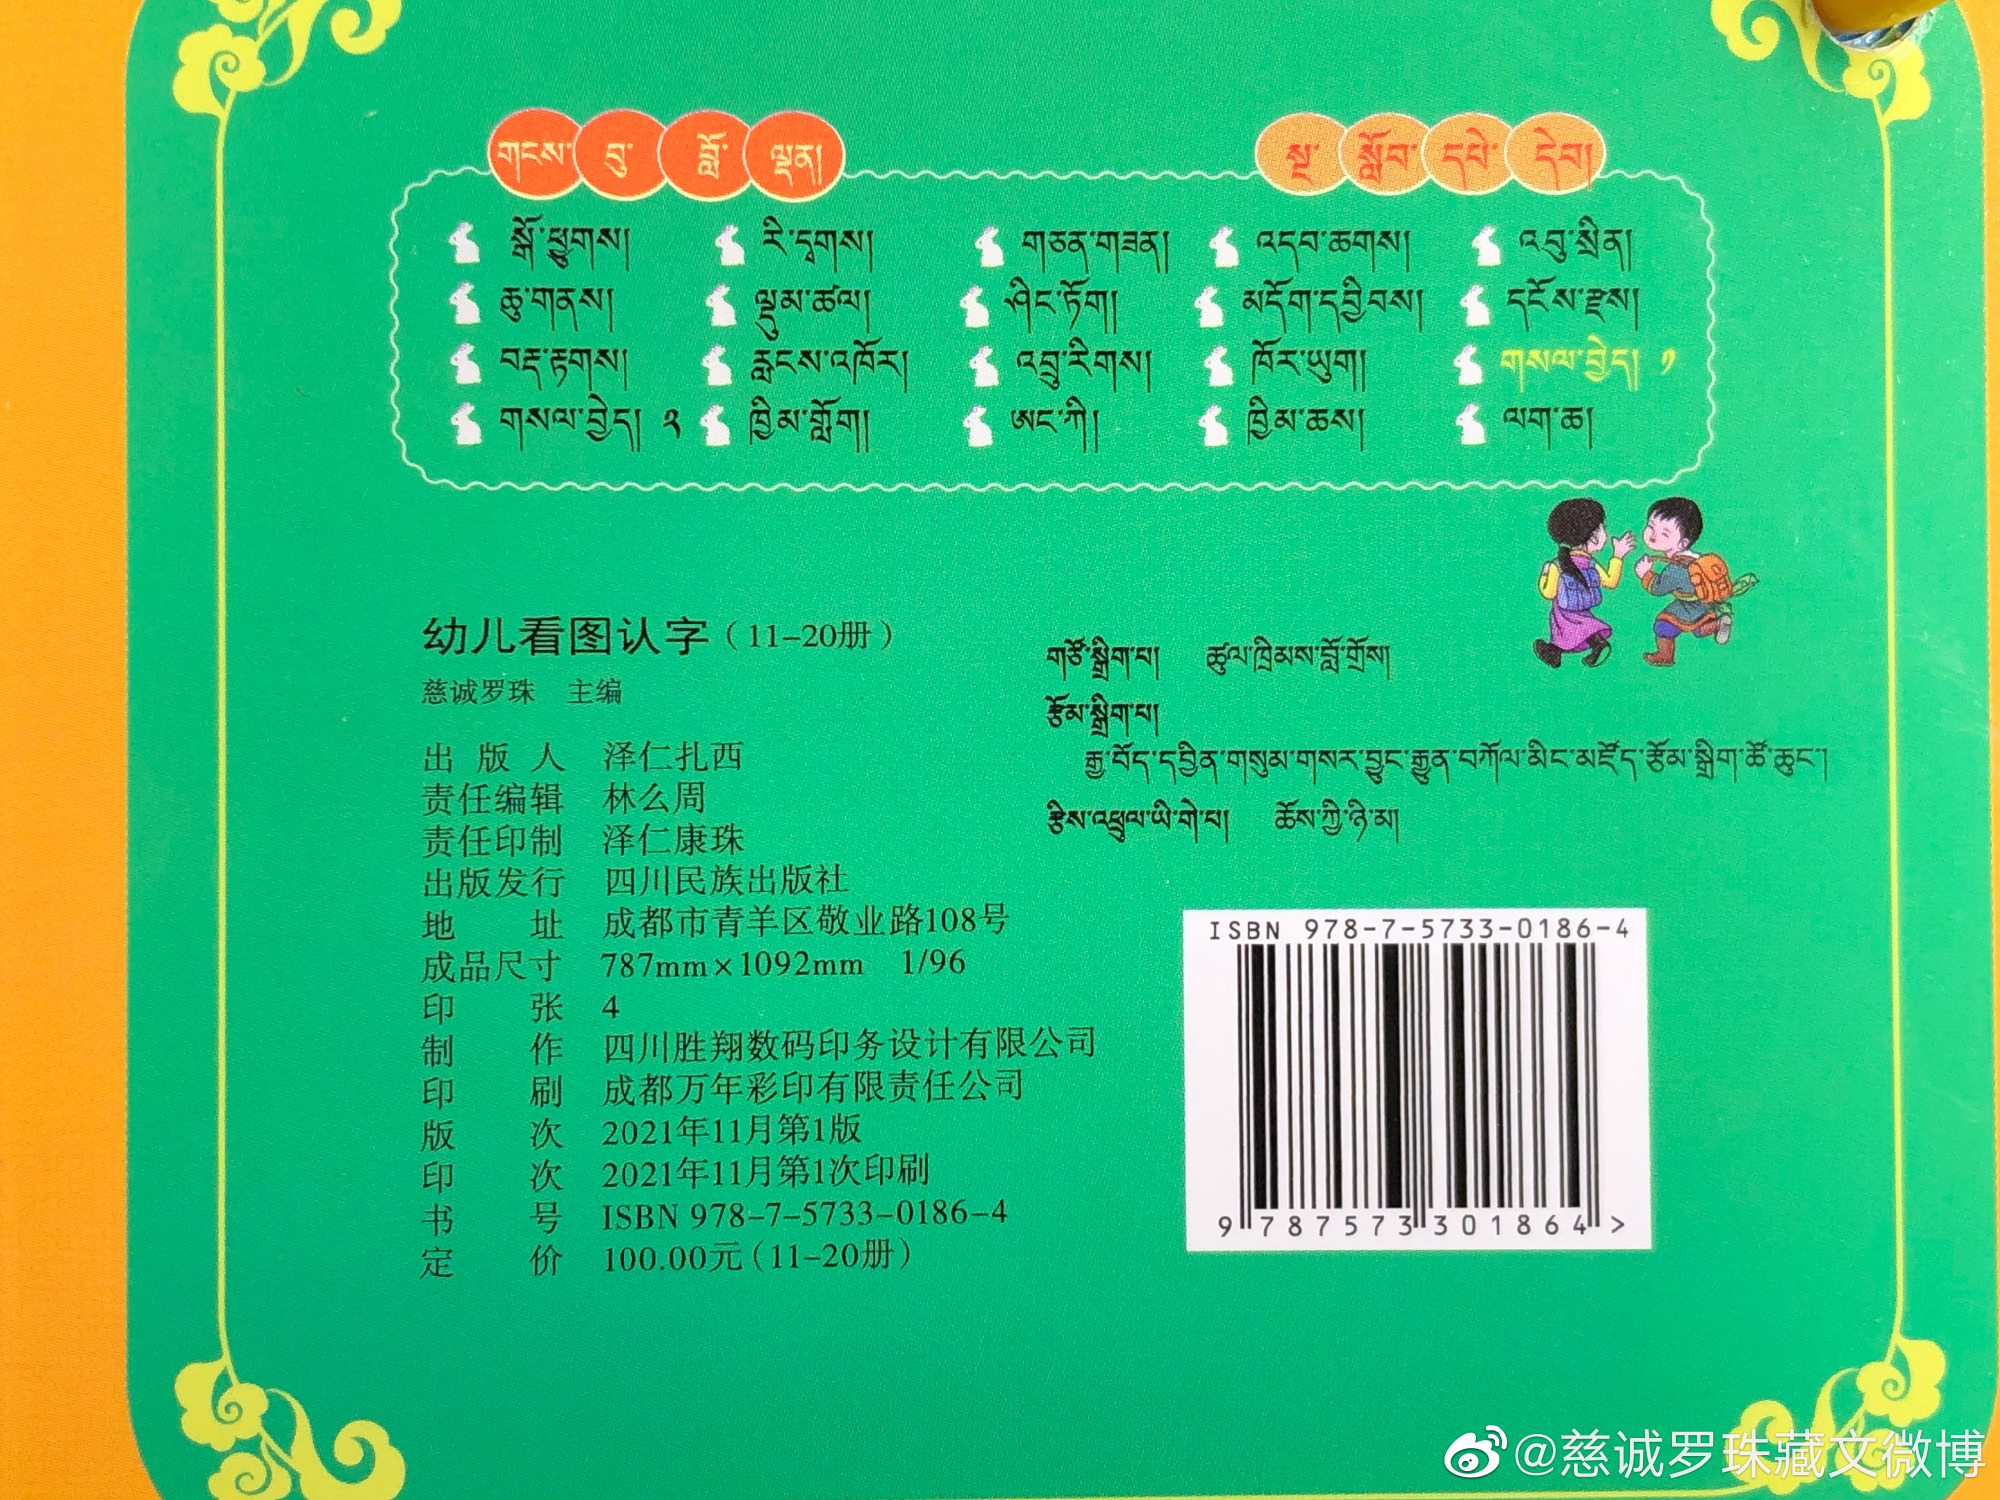 གངས་བུ་བློ་ལྡན། སྔ་སློབ་དཔེ་དེབ།
སྒོ་ཕྱུགས། རི་དྭགས། གཅན་གཟན། འདབ་ཆགས། འབུ་སྲིན།
ཆུ་གནས། ལྡུམ་ཚལ། ཤིང་ཏོག། མདོག་དབྱིབས། དངོས་རྫས།
བརྡ་རྟགས། རླངས་འཁོར། འབྲུ་རིགས། ཁོར་ཡུག། གསལ་བྱེད། ༡
གསལ་བྱེད། ༢ ཁྱིམ་གློག། ཨང་ཀི། ཁྱིམ་ཆས། ལག་ཆ།
幼儿看图认字（11–20册）
慈诚罗珠 主编
出版人 泽仁扎西
责任编辑 林么周
责任印制 泽仁康珠
出版发行 四川民族出版社
地址 成都市青羊区敬业路108号
成品尺寸 787mm×1092mm 1/96
印张 4
制作 四川胜翔数码印务设计有限公司
印刷 成都万年彩印有限责任公司
版次 2021年11月第1版
印次 2021年11月第1次印刷
书号 ISBN 978–7–5733–0186–4
定价 100.00元（11–20册）
གཙོ་སྒྲིག་པ། ཚུལ་ཁྲིམས་བློ་གྲོས།
རྩོམ་སྒྲིག་པ།
རྒྱ་བོད་དབྱིན་གསུམ་གསར་བྱུང་རྒྱུན་བཀོལ་མིང་མཛོད་རྩོམ་སྒྲིག་ཚོ་ཆུང་།
རྩིས་འཕྲུལ་ཡི་གེ་པ། ཆོས་ཀྱི་ཉི་མ།
ISBN 978-7-5733-0186-4
9 787573 301864 >
@慈诚罗珠藏文微博